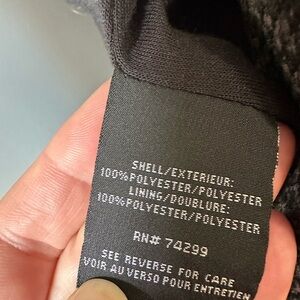 SHELL/EXTERIEUR:
100%POLYESTER/POLYESTER
LINING/DOUBLURE:
100%POLYESTER/POLYESTER
RN# 74299
SEE REVERSE FOR CARE
VOIR AU VERSO POUR ENTRETIEN